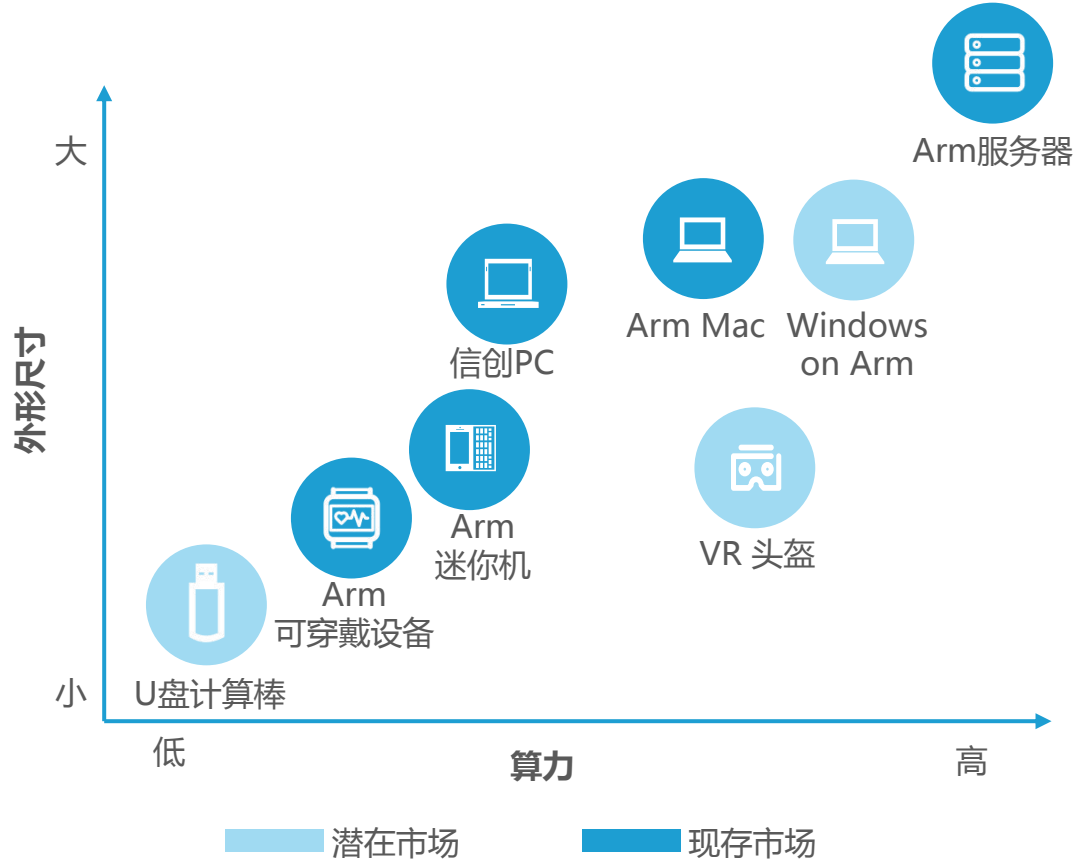 Arm服务器
大
Arm Mac
Windows
on Arm
信创PC
外形尺寸
Arm
迷你机
VR 头盔
Arm
可穿戴设备
小
U盘计算棒
低
算力
高
潜在市场
现存市场